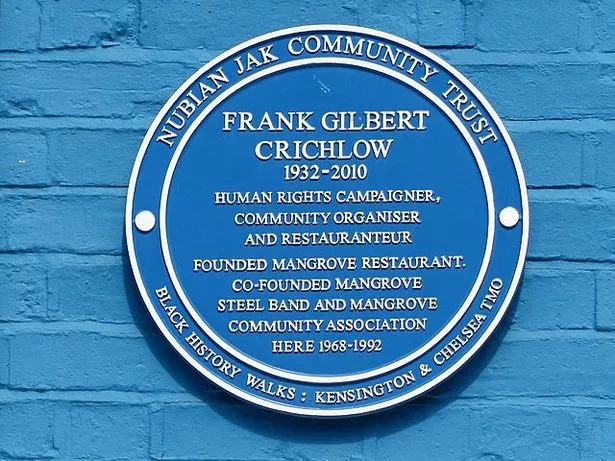 NUBIAN JAK COMMUNITY TRUST
FRANK GILBERT
CRICHLOW
1932-2010
HUMAN RIGHTS CAMPAIGNER,
COMMUNITY ORGANISER
AND RESTAURANTEUR
FOUNDED MANGROVE RESTAURANT.
CO-FOUNDED MANGROVE
STEEL BAND AND MANGROVE
COMMUNITY ASSOCIATION
HERE 1968-1992
BLACK HISTORY WALKS : KENSINGTON & CHELSEA TMO